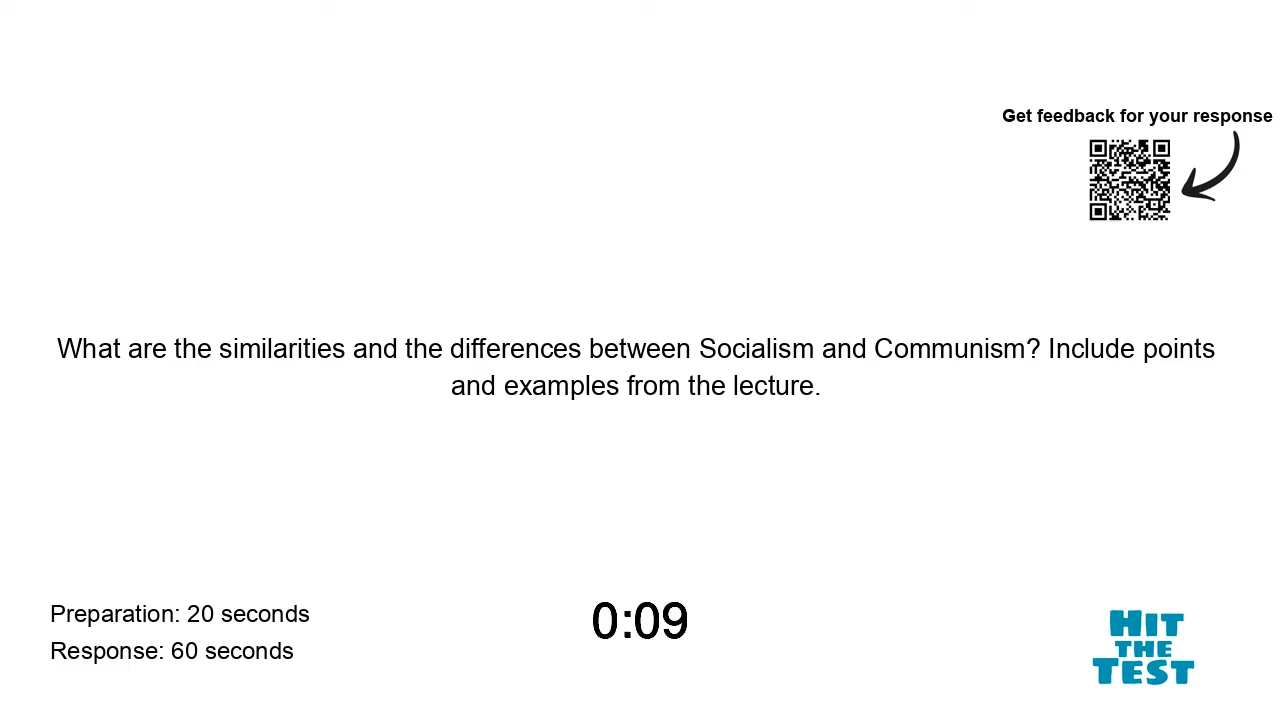 Get feedback for your response
What are the similarities and the differences between Socialism and Communism? Include points
and examples from the lecture.
Preparation: 20 seconds
Response: 60 seconds
0:09
HIT
THE
TEST